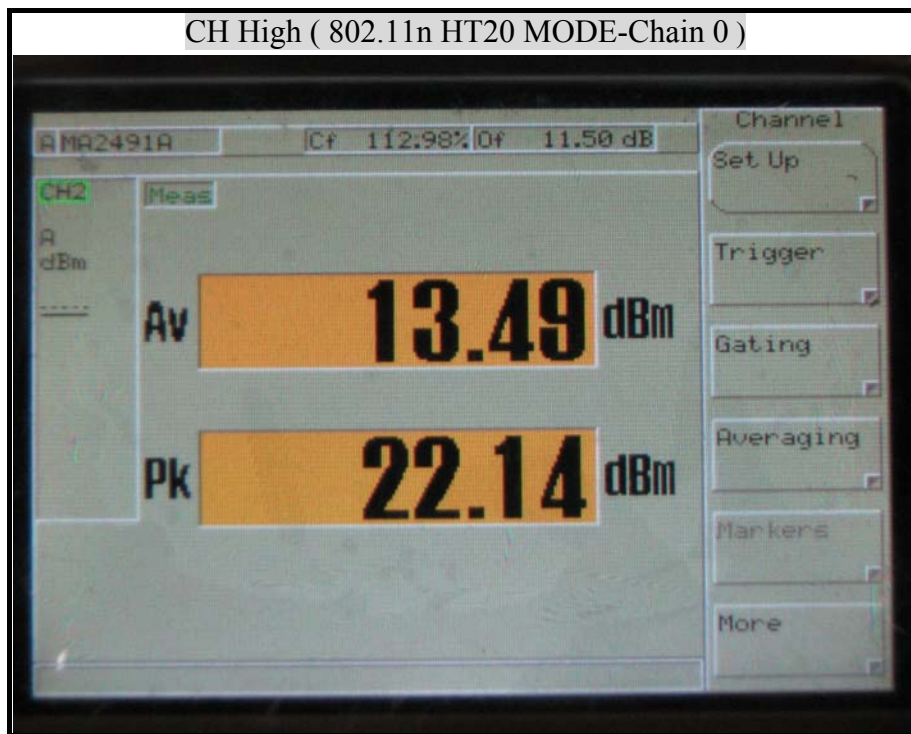 CH High ( 802.11n HT20 MODE-Chain 0 )
A MA2491A Cf 112.98% Of 11.50 dB
CH2
A
dBm
Meas
Av 13.49 dBm
Pk 22.14 dBm
Channel
Set Up
Trigger
Gating
Averaging
Markers
More